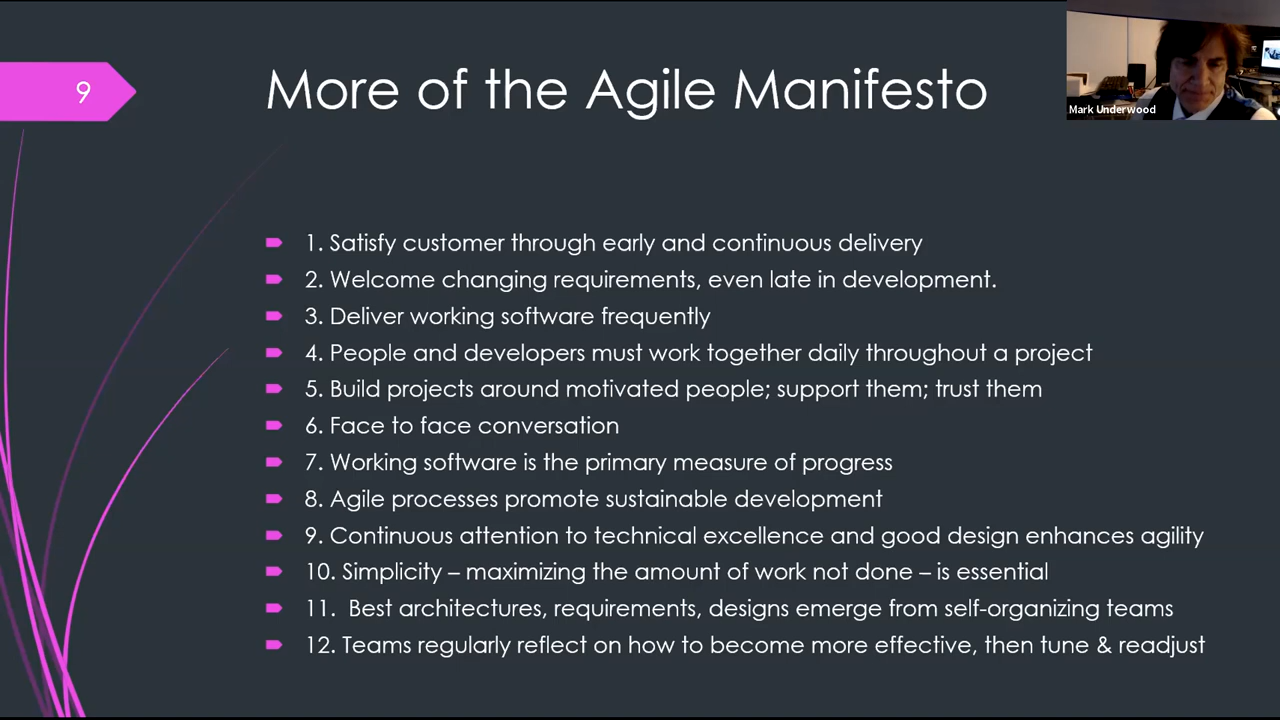 9
More of the Agile Manifesto
Mark Underwood
1. Satisfy customer through early and continuous delivery
2. Welcome changing requirements, even late in development.
3. Deliver working software frequently
4. People and developers must work together daily throughout a project
5. Build projects around motivated people; support them; trust them
6. Face to face conversation
7. Working software is the primary measure of progress
8. Agile processes promote sustainable development
9. Continuous attention to technical excellence and good design enhances agility
10. Simplicity – maximizing the amount of work not done – is essential
11.  Best architectures, requirements, designs emerge from self-organizing teams
12. Teams regularly reflect on how to become more effective, then tune & readjust